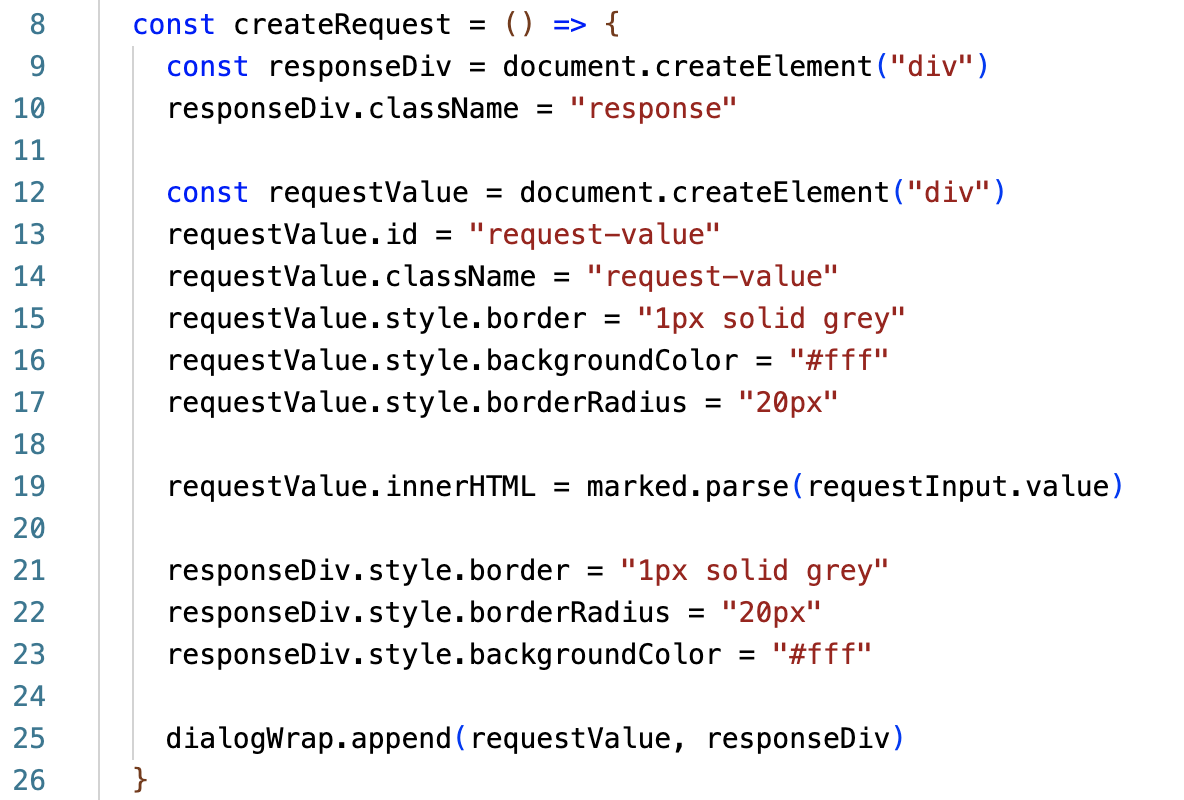 8 const createRequest = () => {
9 const responseDiv = document.createElement("div")
10 responseDiv.className = "response"
11
12 const requestValue = document.createElement("div")
13 requestValue.id = "request-value"
14 requestValue.className = "request-value"
15 requestValue.style.border = "1px solid grey"
16 requestValue.style.backgroundColor = "#fff"
17 requestValue.style.borderRadius = "20px"
18
19 requestValue.innerHTML = marked.parse(requestInput.value)
20
21 responseDiv.style.border = "1px solid grey"
22 responseDiv.style.borderRadius = "20px"
23 responseDiv.style.backgroundColor = "#fff"
24
25 dialogWrap.append(requestValue, responseDiv)
26 }